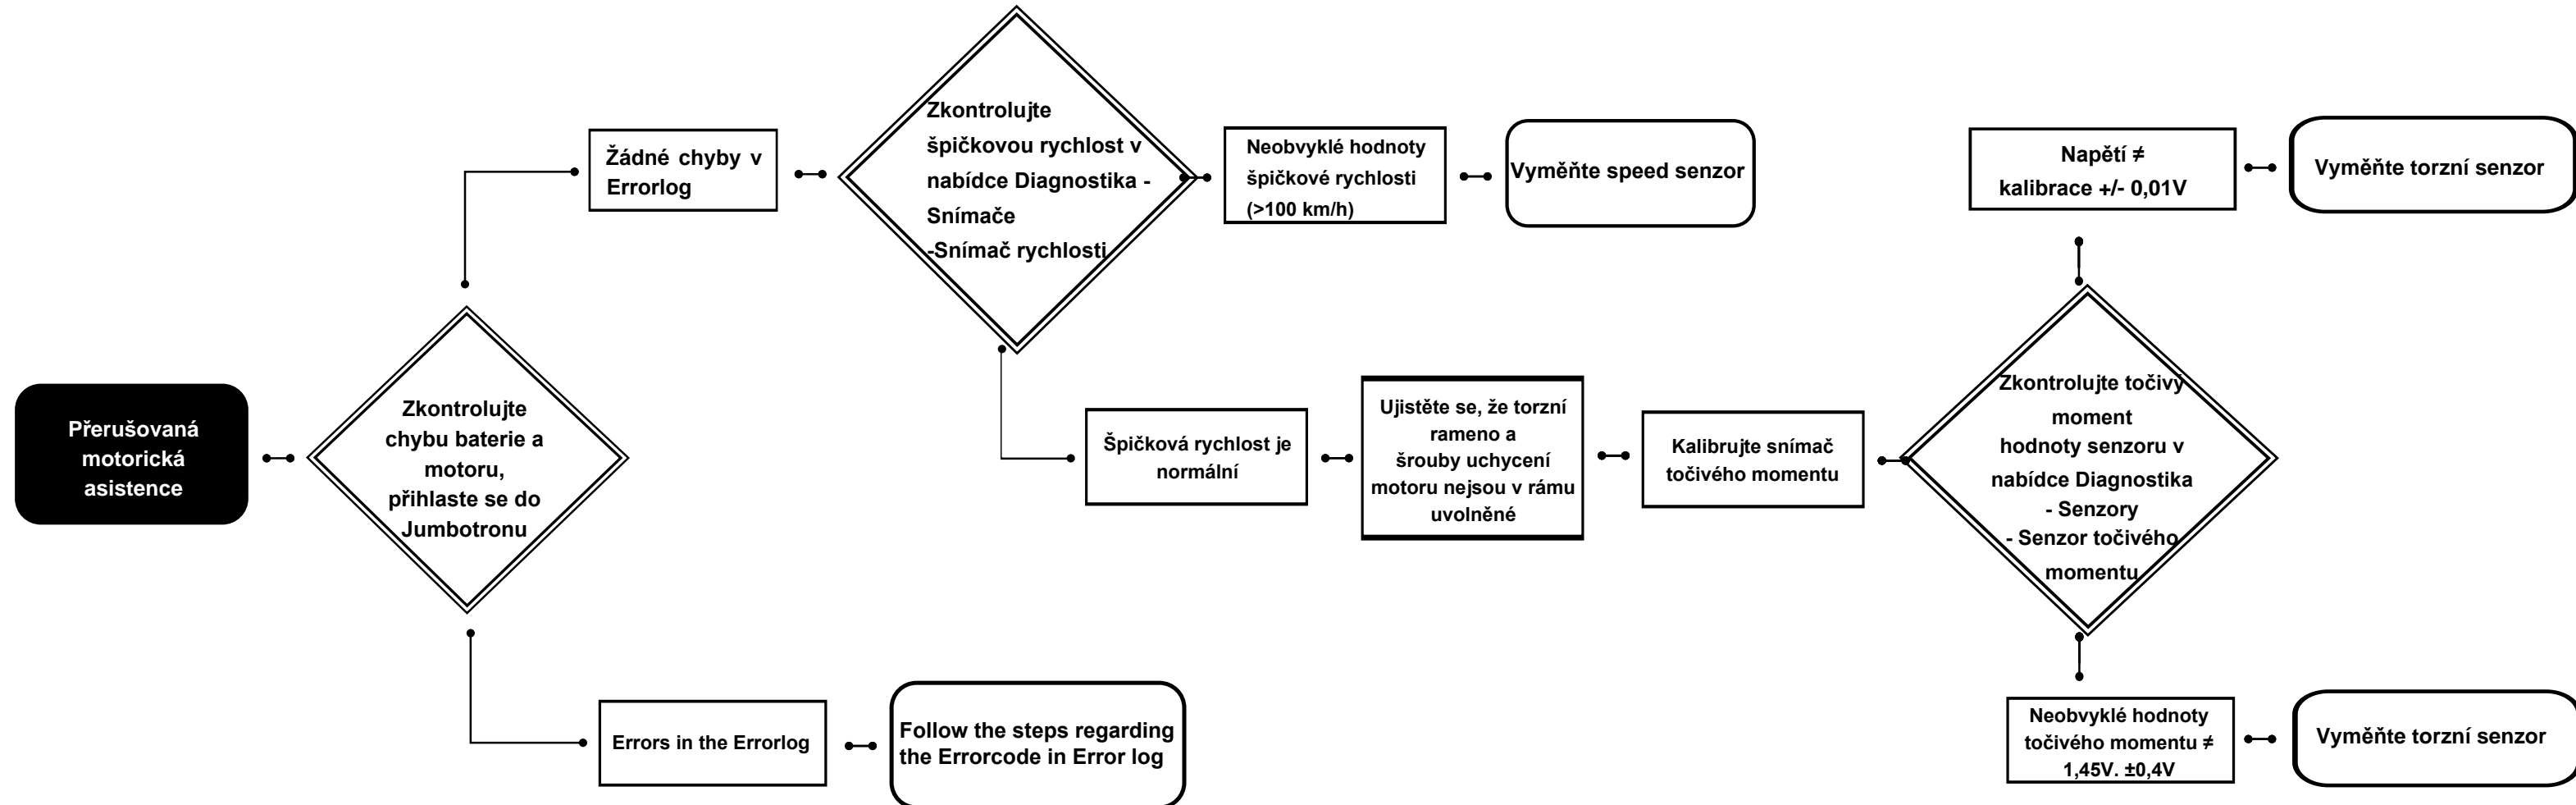 Přerušovaná
motorická
asistence
Zkontrolujte
chybu baterie a
motoru,
přihlaste se do
Jumbotronu
Žádné chyby v
Errorlog
Zkontrolujte
špičkovou rychlost v
nabídce Diagnostika -
Snímače
-Snímač rychlosti
Neobvyklé hodnoty
špičkové rychlosti
(>100 km/h)
Vyměňte speed senzor
Špičková rychlost je
normální
Ujistěte se, že torzní
rameno a
šrouby uchycení
motoru nejsou v rámu
uvolněné
Kalibrujte snímač
točivého momentu
Zkontrolujte točivý
moment
hodnoty senzoru v
nabídce Diagnostika
- Senzory
- Senzor točivého
momentu
Napětí ≠
kalibrace +/- 0,01V
Vyměňte torzní senzor
Neobvyklé hodnoty
točivého momentu ≠
1,45V. ±0,4V
Vyměňte torzní senzor
Errors in the Errorlog
Follow the steps regarding
the Errorcode in Error log